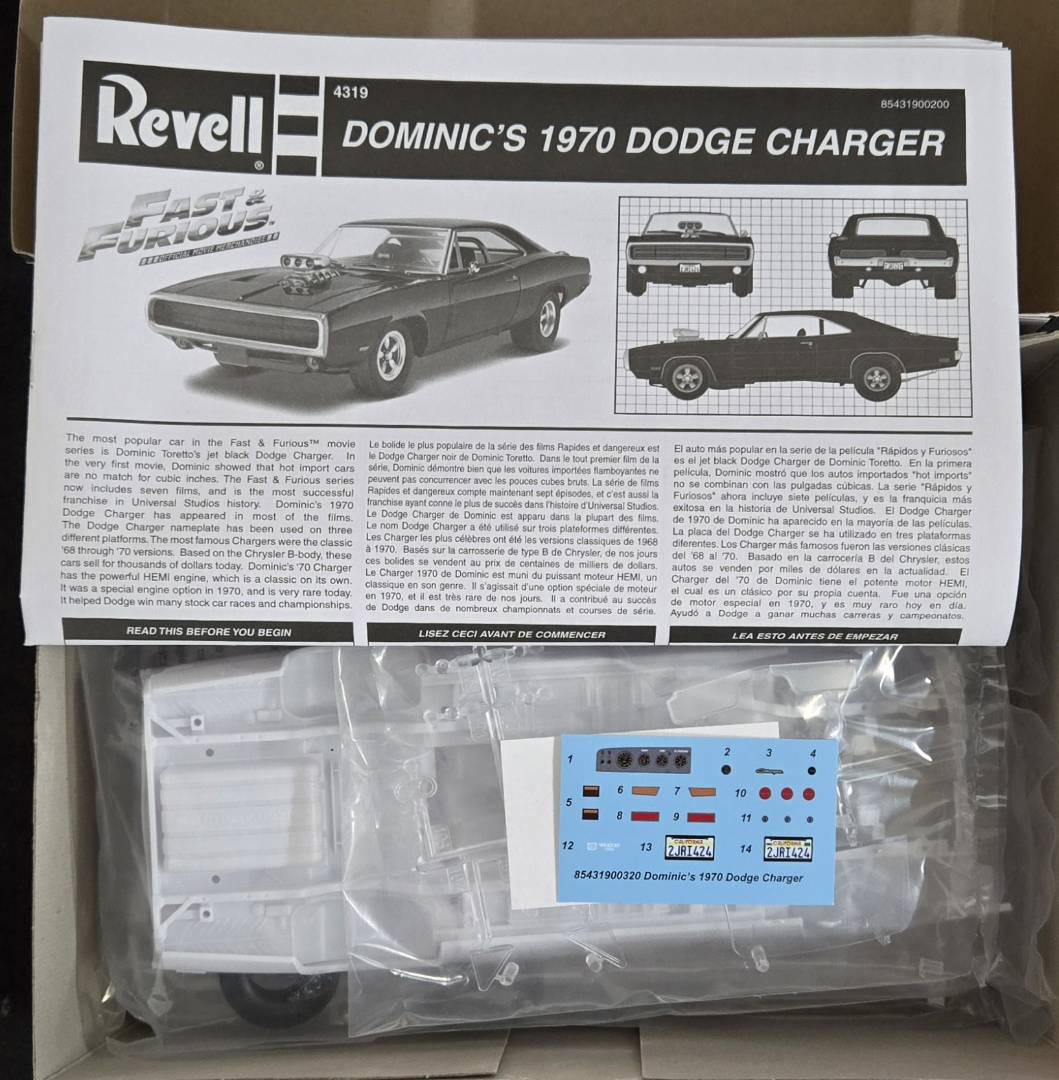 Revell
®
4319
85431900200
DOMINIC'S 1970 DODGE CHARGER
FAST &
FURIOUS
OFFICIAL MOVIE MERCHANDISE
The most popular car in the Fast & Furious™ movie
series is Dominic Toretto's jet black Dodge Charger. In
the very first movie, Dominic showed that hot import cars
are no match for cubic inches. The Fast & Furious series
now includes seven films, and is the most successful
franchise in Universal Studios history. Dominic's 1970
Dodge Charger has appeared in most of the films.
The Dodge Charger nameplate has been used on three
different platforms. The most famous Chargers were the classic
'68 through '70 versions. Based on the Chrysler B-body, these
cars sell for thousands of dollars today. Dominic's '70 Charger
has the powerful HEMI engine, which is a classic on its own.
It was a special engine option in 1970, and is very rare today.
It helped Dodge win many stock car races and championships.
READ THIS BEFORE YOU BEGIN
Le bolide le plus populaire de la série des films Rapides et dangereux est
le Dodge Charger noir de Dominic Toretto. Dans le tout premier film de la
série, Dominic démontre bien que les voitures importées flamboyantes ne
peuvent pas concurrencer avec les pouces cubes bruts. La série de films
Rapides et dangereux compte maintenant sept épisodes, et c'est aussi la
franchise ayant conne le plus de succès dans l'histoire d'Universal Studios.
Le Dodge Charger de Dominic est apparu dans la plupart des films.
Le nom Dodge Charger a été utilisé sur trois plateformes différentes.
Les Charger les plus célèbres ont été les versions classiques de 1968
à 1970. Basés sur la carrosserie de type B de Chrysler, de nos jours
ces bolides se vendent au prix de centaines de milliers de dollars.
Le Charger 1970 de Dominic est muni du puissant moteur HEMI, un
classique en son genre. Il s'agissait d'une option spéciale de moteur
en 1970, et il est très rare de nos jours. Il a contribué au succès
de Dodge dans de nombreux championnats et courses de série.
LISEZ CECI AVANT DE COMMENCER
El auto más popular en la serie de la película "Rápidos y Furiosos"
es el jet black Dodge Charger de Dominic Toretto. En la primera
película, Dominic mostró que los autos importados "hot imports"
no se combinan con las pulgadas cúbicas. La serie "Rápidos y
Furiosos" ahora incluye siete películas, y es la franquicia más
exitosa en la historia de Universal Studios. El Dodge Charger
de 1970 de Dominic ha aparecido en la mayoría de las películas.
La placa del Dodge Charger se ha utilizado en tres plataformas
diferentes. Los Charger más famosos fueron las versiones clásicas
del '68 al '70. Basado en la carrocería B del Chrysler, estos
autos se venden por miles de dólares en la actualidad. El
Charger del '70 de Dominic tiene el potente motor HEMI,
el cual es un clásico por su propia cuenta. Fue una opción
de motor especial en 1970, y es muy raro hoy en día.
Ayudó a Dodge a ganar muchas carreras y campeonatos.
LEA ESTO ANTES DE EMPEZAR
1 2 3 4
5 6 7 10
8 9 11
12 13 CALIFORNIA 14 CALIFORNIA
2JRI424 2JRI424
85431900320 Dominic's 1970 Dodge Charger